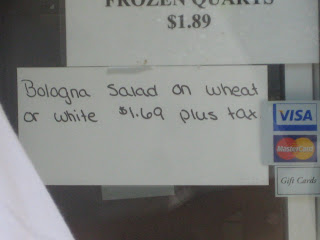 FROZEN QUARTS
$1.89
Bologna Salad on wheat
or white $1.69 plus tax
VISA
MasterCard
Gift Cards